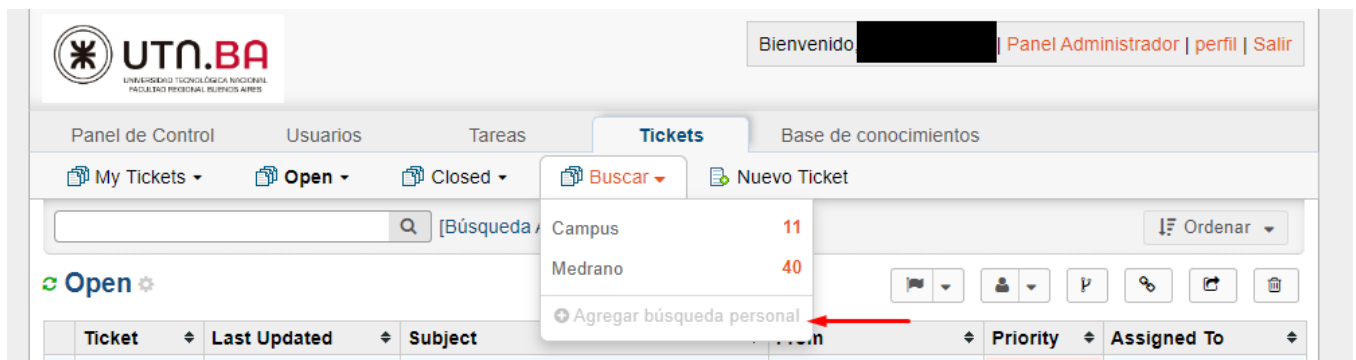 UTN.BA
UNIVERSIDAD TECNOLÓGICA NACIONAL
FACULTAD REGIONAL BUENOS AIRES
Bienvenido, | Panel Administrador | perfil | Salir
Panel de Control Usuarios Tareas Tickets Base de conocimientos
My Tickets Open Closed Buscar Nuevo Ticket
[Búsqueda Ordenar
Campus 11
Medrano 40
Open
Agregar búsqueda personal
Ticket Last Updated Subject From Priority Assigned To